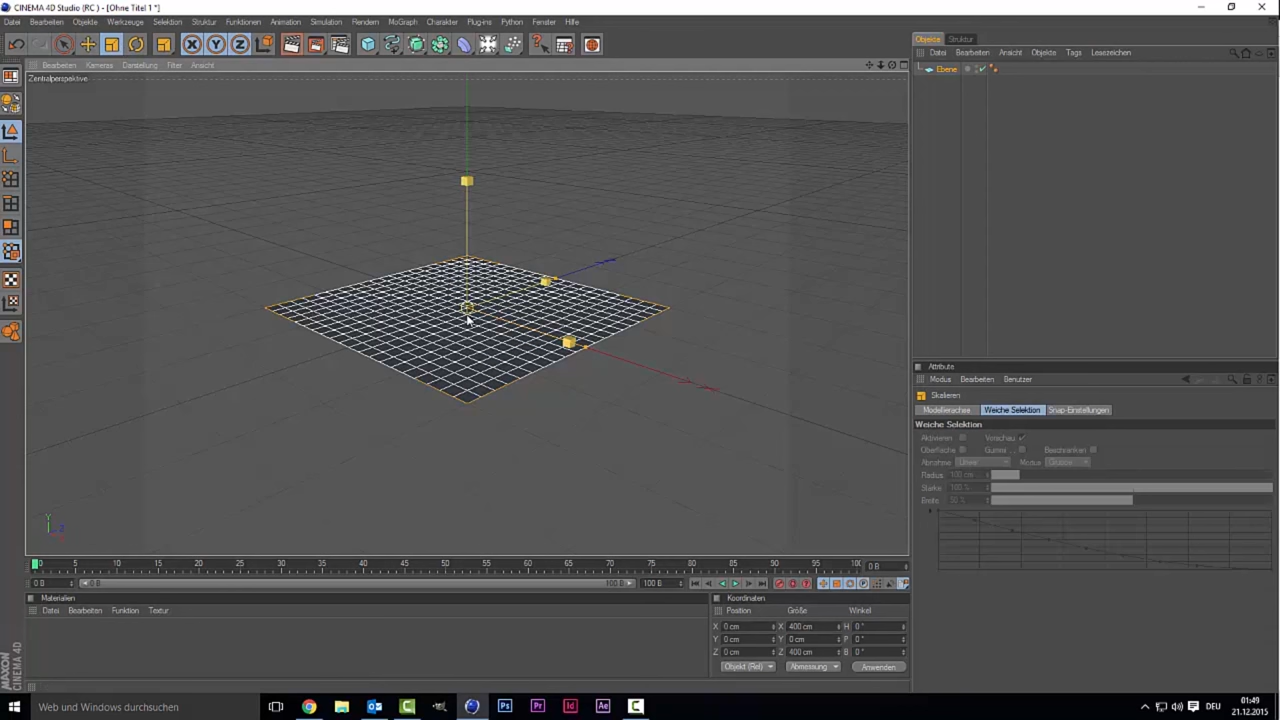 CINEMA 4D Studio (RC) - [Ohne Titel 1 *]
Datei Bearbeiten Objekte Werkzeuge Selektion Struktur Funktionen Animation Simulation Rendern MoGraph Charakter Plug-ins Python Fenster Hilfe
Bearbeiten Kameras Darstellung Filter Ansicht
Zentralperspektive
Y
Z
0 5 10 15 20 25 30 35 40 45 50 55 60 65 70 75 80 85 90 95 100
0 B
0 B 0 B 100 B 100 B
Materialien
Datei Bearbeiten Funktion Textur
Koordinaten
Position Größe Winkel
X 0 cm X 400 cm H 0 °
Y 0 cm Y 0 cm P 0 °
Z 0 cm Z 400 cm B 0 °
Objekt (Rel) Abmessung Anwenden
MAXON
CINEMA 4D
Objekte Struktur
Datei Bearbeiten Ansicht Objekte Tags Lesezeichen
Ebene
Attribute
Modus Bearbeiten Benutzer
Skalieren
Modellierachse Weiche Selektion Snap-Einstellungen
Weiche Selektion
Aktivieren Vorschau
Oberfläche Gummi Beschränken
Abnahme Modus
Radius 100 cm
Stärke 100 %
Breite 50 %
Web und Windows durchsuchen
Ps Pr Id Ae
DEU
01:49
21.12.2015